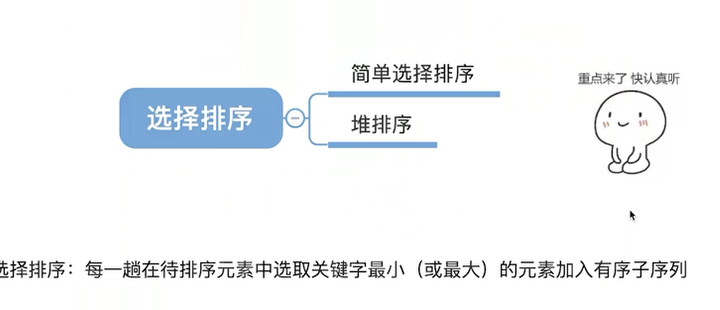 简单选择排序
重点来了 快认真听
选择排序
堆排序
选择排序：每一趟在待排序元素中选取关键字最小（或最大）的元素加入有序子序列